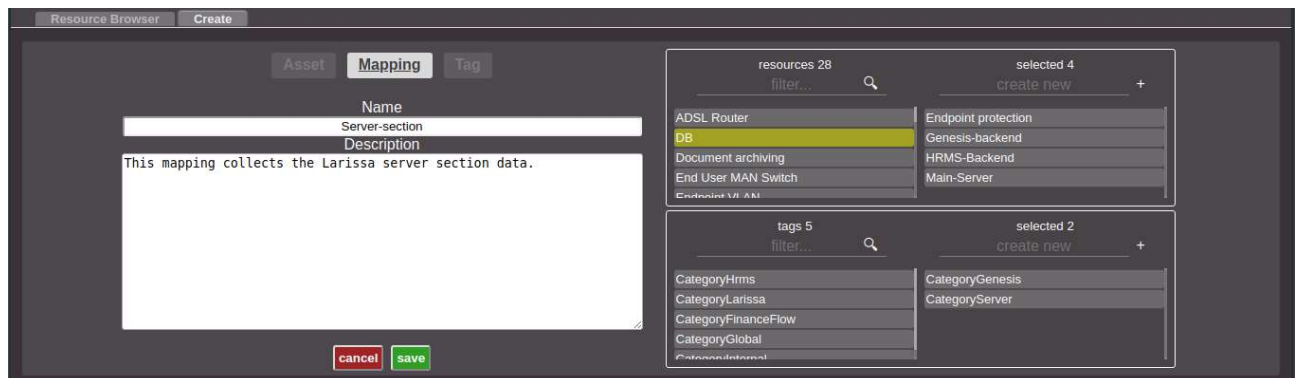 Resource Browser Create
Asset Mapping Tag
Name
Server-section
Description
This mapping collects the Larissa server section data.
cancel save
resources 28 selected 4
filter... create new +
ADSL Router Endpoint protection
DB Genesis-backend
Document archiving HRMS-Backend
End User MAN Switch Main-Server
Endpoint VLAN
tags 5 selected 2
filter... create new +
CategoryHrms CategoryGenesis
CategoryLarissa CategoryServer
CategoryFinanceFlow
CategoryGlobal
CategoryInternal